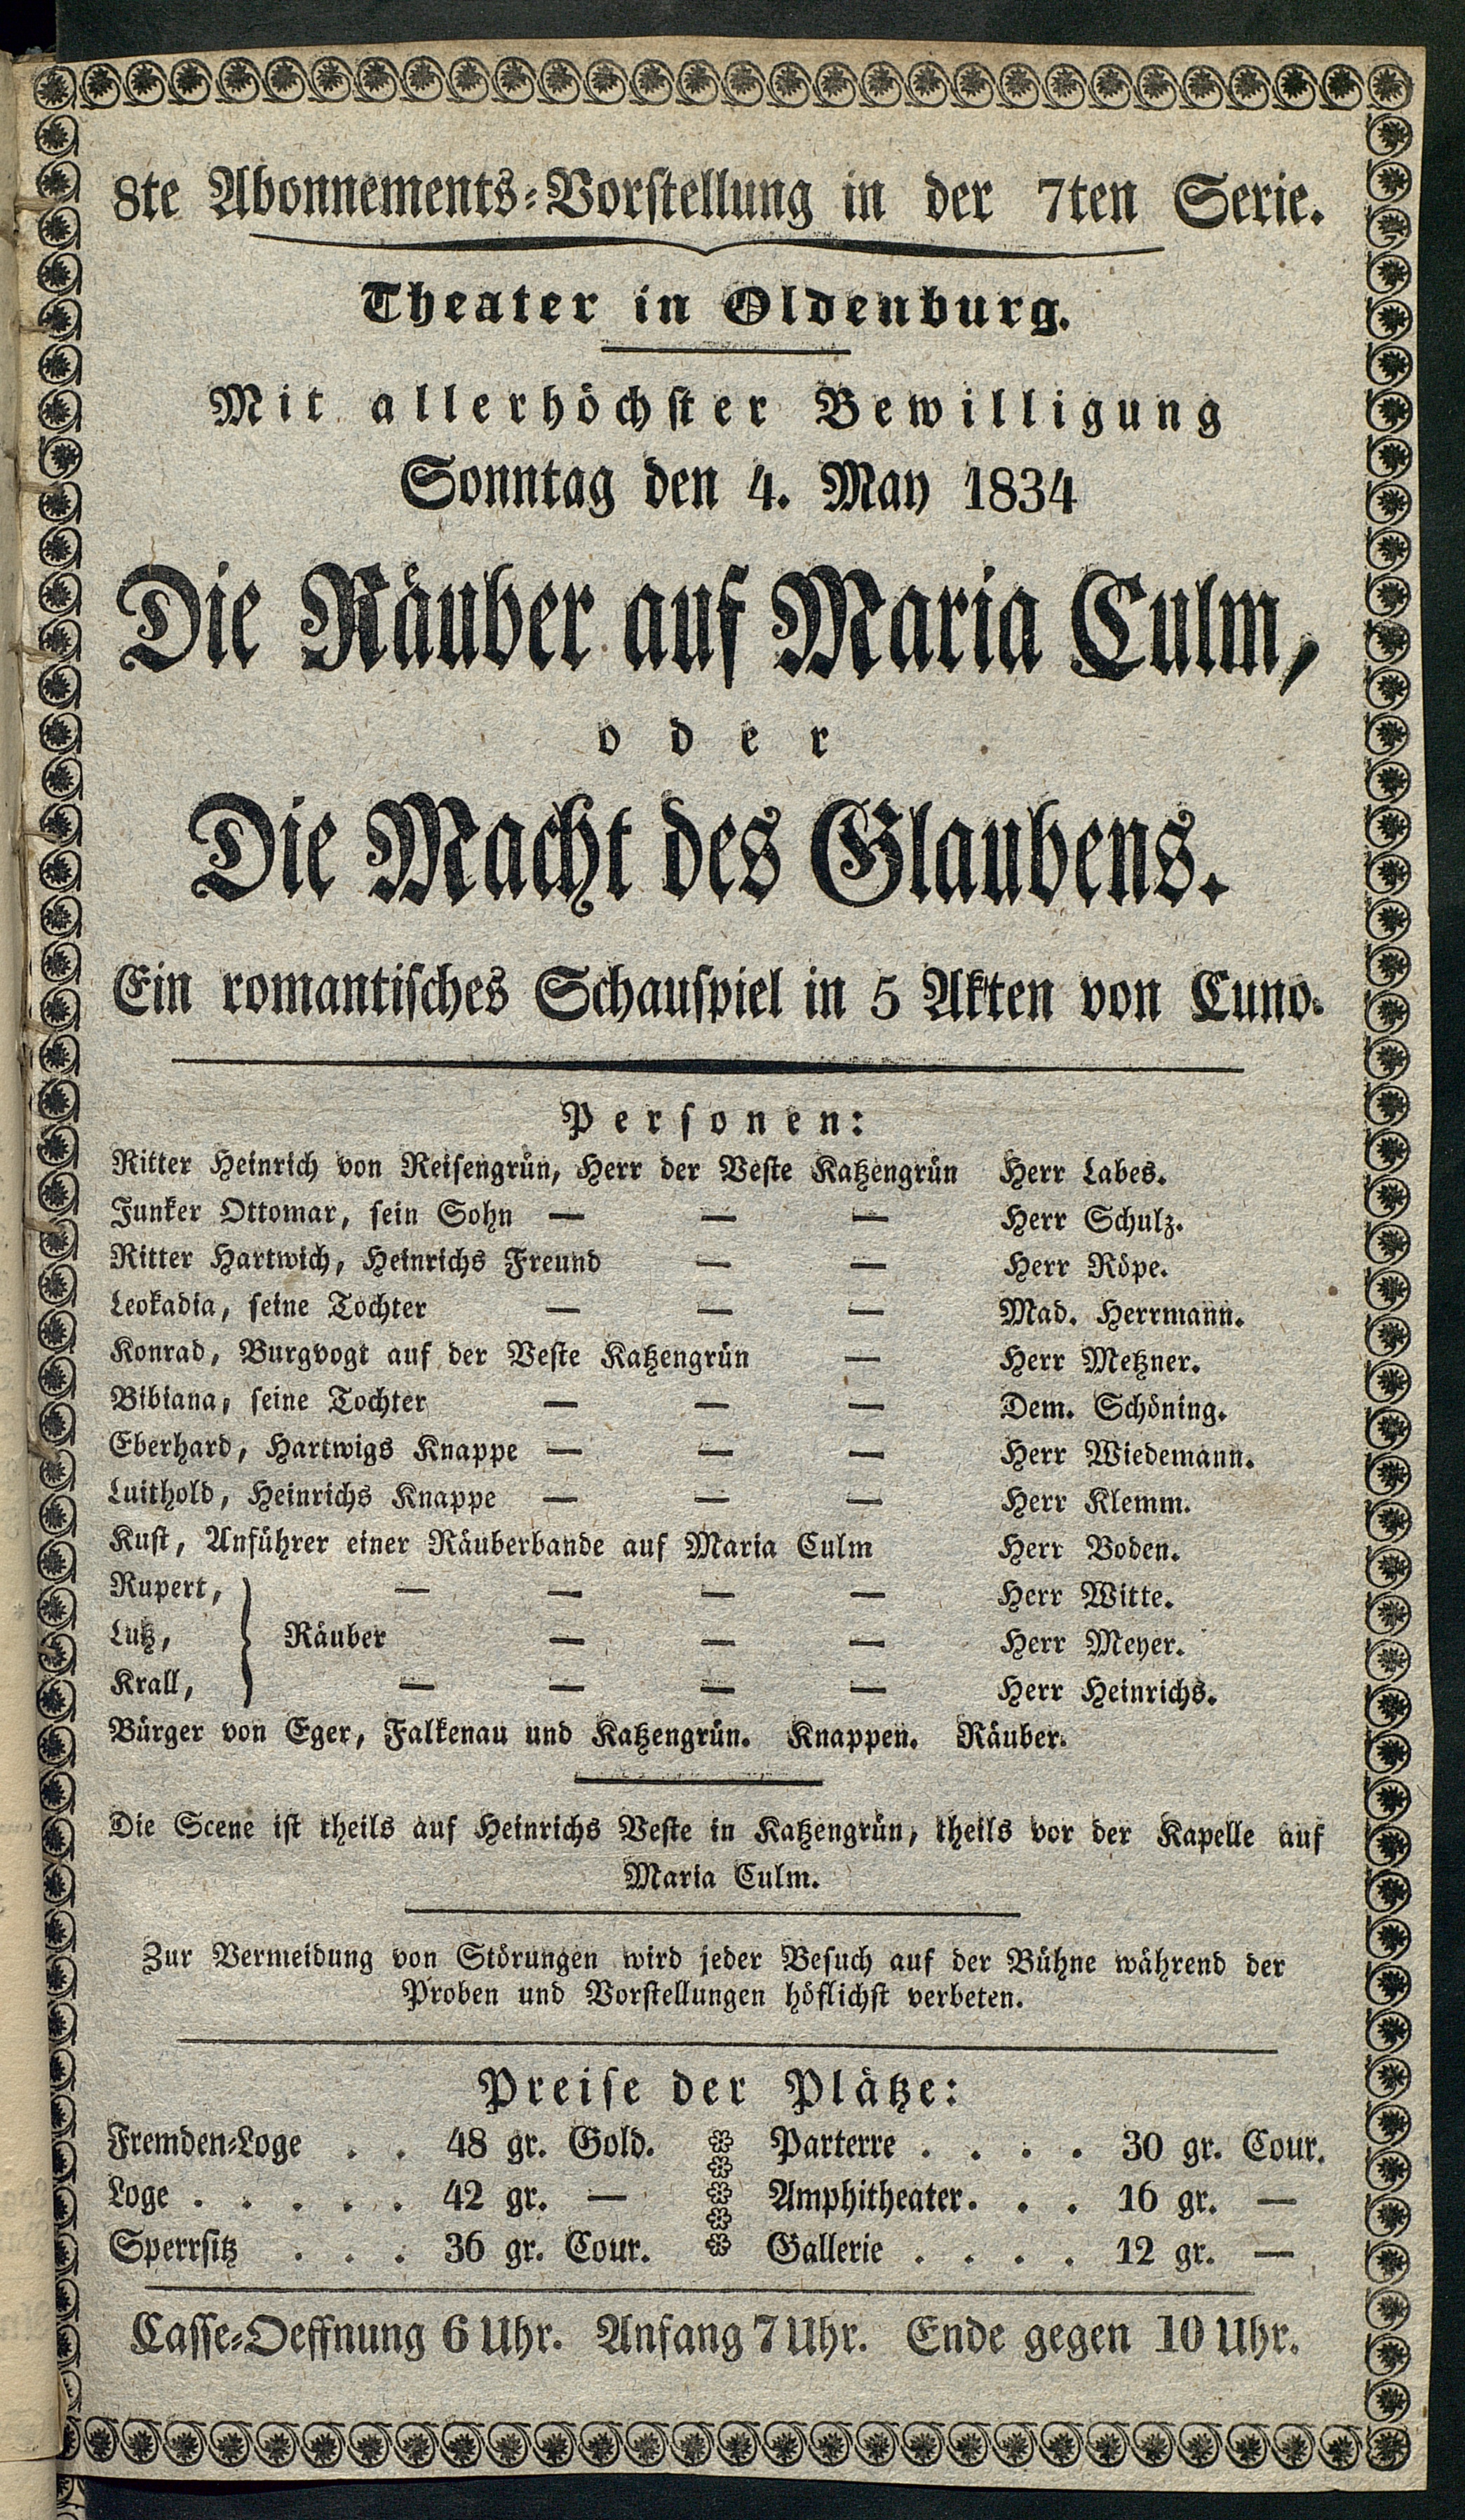 8te Abonnements-Vorstellung in der 7ten Serie.
Theater in Oldenburg.
Mit allerhöchster Bewilligung
Sonntag den 4. May 1834
Die Räuber auf Maria Culm,
oder
Die Macht des Glaubens.
Ein romantisches Schauspiel in 5 Akten von Cuno.
Personen:
Ritter Heinrich von Reisengrün, Herr der Veste Katzengrün Herr Labes.
Junker Ottomar, sein Sohn — — — Herr Schulz.
Ritter Hartwich, Heinrichs Freund — — Herr Röpe.
Leokadia, seine Tochter — — — Mad. Herrmann.
Konrad, Burgvogt auf der Veste Katzengrün — Herr Metzner.
Bibiana, seine Tochter — — — Dem. Schöning.
Eberhard, Hartwigs Knappe — — — Herr Wiedemann.
Luithold, Heinrichs Knappe — — — Herr Klemm.
Kust, Anführer einer Räuberbande auf Maria Culm Herr Boden.
Rupert, — — — — Herr Witte.
Lutz, } Räuber — — — Herr Meyer.
Krall, — — — — Herr Heinrichs.
Bürger von Eger, Falkenau und Katzengrün. Knappen. Räuber.
Die Scene ist theils auf Heinrichs Veste in Katzengrün, theils vor der Kapelle auf
Maria Culm.
Zur Vermeidung von Störungen wird jeder Besuch auf der Bühne während der
Proben und Vorstellungen höflichst verbeten.
Preise der Plätze:
Fremden-Loge . . 48 gr. Gold. Parterre . . . . 30 gr. Cour.
Loge . . . . . 42 gr. — Amphitheater. . . 16 gr. —
Sperrsitz . . . 36 gr. Cour. Gallerie . . . . 12 gr. —
Casse-Oeffnung 6 Uhr. Anfang 7 Uhr. Ende gegen 10 Uhr.